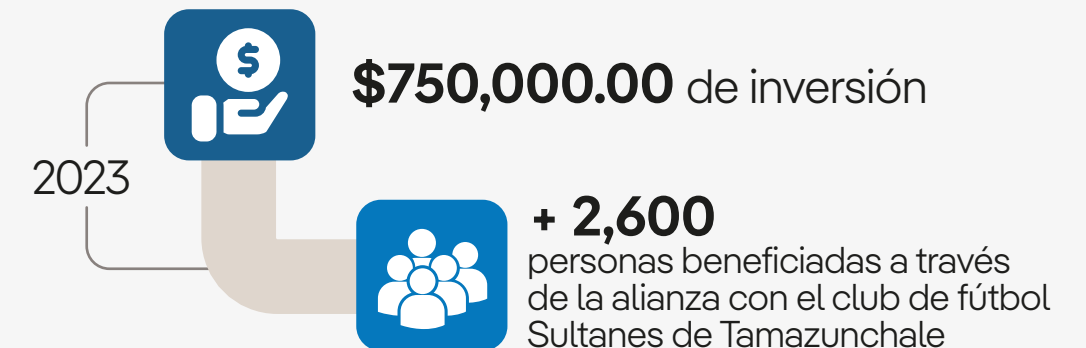 $
$750,000.00 de inversión
2023
+ 2,600
personas beneficiadas a través
de la alianza con el club de fútbol
Sultanes de Tamazunchale